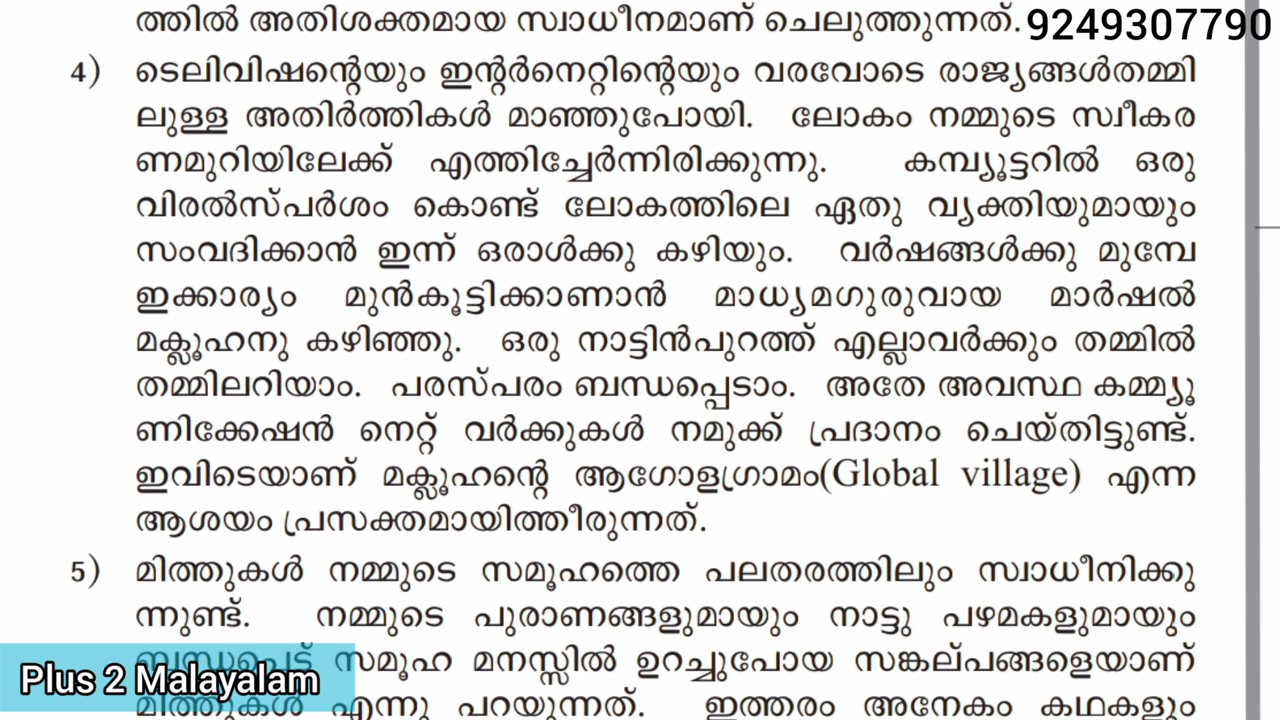 ത്തിൽ അതിശക്തമായ സ്വാധീനമാണ് ചെലുത്തുന്നത്. 9249307790
4) ടെലിവിഷന്റെയും ഇന്റർനെറ്റിന്റെയും വരവോടെ രാജ്യങ്ങൾതമ്മി
ലുള്ള അതിർത്തികൾ മാഞ്ഞുപോയി. ലോകം നമ്മുടെ സ്വീകര
ണമുറിയിലേക്ക് എത്തിച്ചേർന്നിരിക്കുന്നു. കമ്പ്യൂട്ടറിൽ ഒരു
വിരൽസ്പർശം കൊണ്ട് ലോകത്തിലെ ഏതു വ്യക്തിയുമായും
സംവദിക്കാൻ ഇന്ന് ഒരാൾക്കു കഴിയും. വർഷങ്ങൾക്കു മുമ്പേ
ഇക്കാര്യം മുൻകൂട്ടിക്കാണാൻ മാധ്യമഗുരുവായ മാർഷൽ
മക്ലൂഹനു കഴിഞ്ഞു. ഒരു നാട്ടിൻപുറത്ത് എല്ലാവർക്കും തമ്മിൽ
തമ്മിലറിയാം. പരസ്പരം ബന്ധപ്പെടാം. അതേ അവസ്ഥ കമ്മ്യൂ
ണിക്കേഷൻ നെറ്റ് വർക്കുകൾ നമുക്ക് പ്രദാനം ചെയ്തിട്ടുണ്ട്.
ഇവിടെയാണ് മക്ലൂഹന്റെ ആഗോളഗ്രാമം(Global village) എന്ന
ആശയം പ്രസക്തമായിത്തീരുന്നത്.
5) മിത്തുകൾ നമ്മുടെ സമൂഹത്തെ പലതരത്തിലും സ്വാധീനിക്കു
ന്നുണ്ട്. നമ്മുടെ പുരാണങ്ങളുമായും നാട്ടു പഴമകളുമായും
ബന്ധപ്പെട്ട് സമൂഹ മനസ്സിൽ ഉറച്ചുപോയ സങ്കല്പങ്ങളെയാണ്
Plus 2 Malayalam
മിത്തുകൾ എന്നു പറയുന്നത്. ഇത്തരം അനേകം കഥകളും